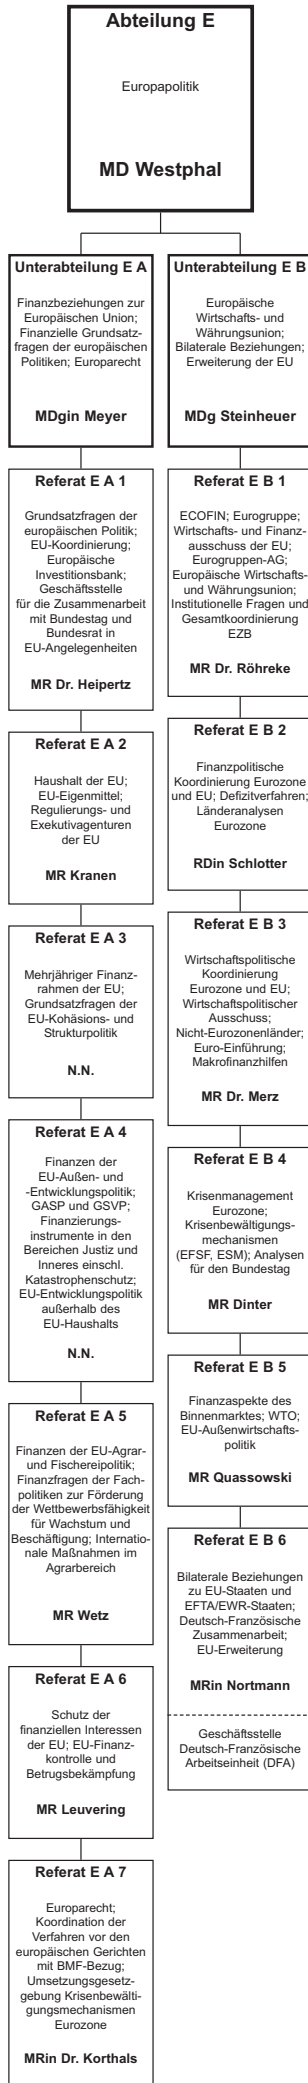 Abteilung E
Europapolitik
MD Westphal
Unterabteilung E A
Finanzbeziehungen zur
Europäischen Union;
Finanzielle Grundsatz-
fragen der europäischen
Politiken; Europarecht
MDgin Meyer
Referat E A 1
Grundsatzfragen der
europäischen Politik;
EU-Koordinierung;
Europäische
Investitionsbank;
Geschäftsstelle
für die Zusammenarbeit
mit Bundestag und
Bundesrat in
EU-Angelegenheiten
MR Dr. Heipertz
Referat E A 2
Haushalt der EU;
EU-Eigenmittel;
Regulierungs- und
Exekutivagenturen
der EU
MR Kranen
Referat E A 3
Mehrjähriger Finanz-
rahmen der EU;
Grundsatzfragen der
EU-Kohäsions- und
Strukturpolitik
N.N.
Referat E A 4
Finanzen der
EU-Außen- und
-Entwicklungspolitik;
GASP und GSVP;
Finanzierungs-
instrumente in den
Bereichen Justiz und
Inneres einschl.
Katastrophenschutz;
EU-Entwicklungspolitik
außerhalb des
EU-Haushalts
N.N.
Referat E A 5
Finanzen der EU-Agrar-
und Fischereipolitik;
Finanzfragen der Fach-
politiken zur Förderung
der Wettbewerbsfähigkeit
für Wachstum und
Beschäftigung; Internatio-
nale Maßnahmen im
Agrarbereich
MR Wetz
Referat E A 6
Schutz der
finanziellen Interessen
der EU; EU-Finanz-
kontrolle und
Betrugsbekämpfung
MR Leuvering
Referat E A 7
Europarecht;
Koordination der
Verfahren vor den
europäischen Gerichten
mit BMF-Bezug;
Umsetzungsgesetz-
gebung Krisenbewälti-
gungsmechanismen
Eurozone
MRin Dr. Korthals
Unterabteilung E B
Europäische
Wirtschafts- und
Währungsunion;
Bilaterale Beziehungen;
Erweiterung der EU
MDg Steinheuer
Referat E B 1
ECOFIN; Eurogruppe;
Wirtschafts- und Finanz-
ausschuss der EU;
Eurogruppen-AG;
Europäische Wirtschafts-
und Währungsunion;
Institutionelle Fragen und
Gesamtkoordinierung
EZB
MR Dr. Röhreke
Referat E B 2
Finanzpolitische
Koordinierung Eurozone
und EU; Defizitverfahren;
Länderanalysen
Eurozone
RDin Schlotter
Referat E B 3
Wirtschaftspolitische
Koordinierung
Eurozone und EU;
Wirtschaftspolitischer
Ausschuss;
Nicht-Eurozonenländer;
Euro-Einführung;
Makrofinanzhilfen
MR Dr. Merz
Referat E B 4
Krisenmanagement
Eurozone;
Krisenbewältigungs-
mechanismen
(EFSF, ESM); Analysen
für den Bundestag
MR Dinter
Referat E B 5
Finanzaspekte des
Binnenmarktes; WTO;
EU-Außenwirtschafts-
politik
MR Quassowski
Referat E B 6
Bilaterale Beziehungen
zu EU-Staaten und
EFTA/EWR-Staaten;
Deutsch-Französische
Zusammenarbeit;
EU-Erweiterung
MRin Nortmann
Geschäftsstelle
Deutsch-Französische
Arbeitseinheit (DFA)